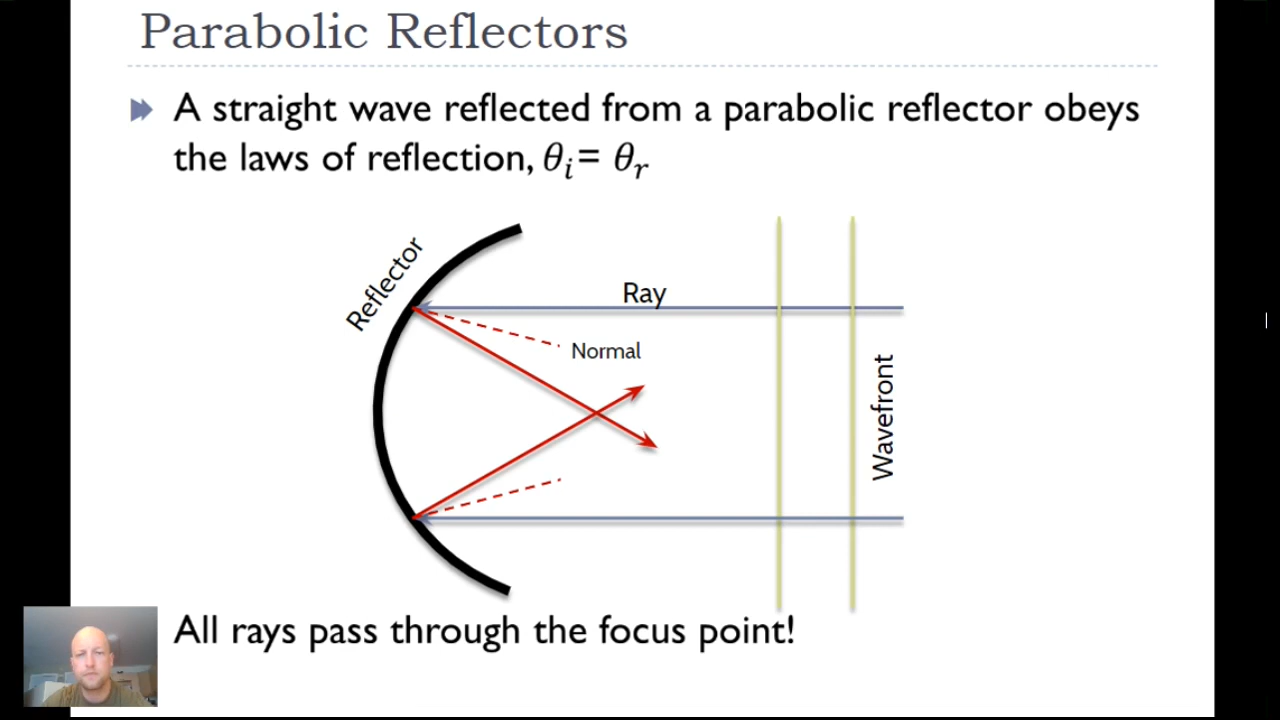 Parabolic Reflectors
A straight wave reflected from a parabolic reflector obeys
the laws of reflection, θᵢ= θᵣ
Reflector
Ray
Normal
Wavefront
All rays pass through the focus point!